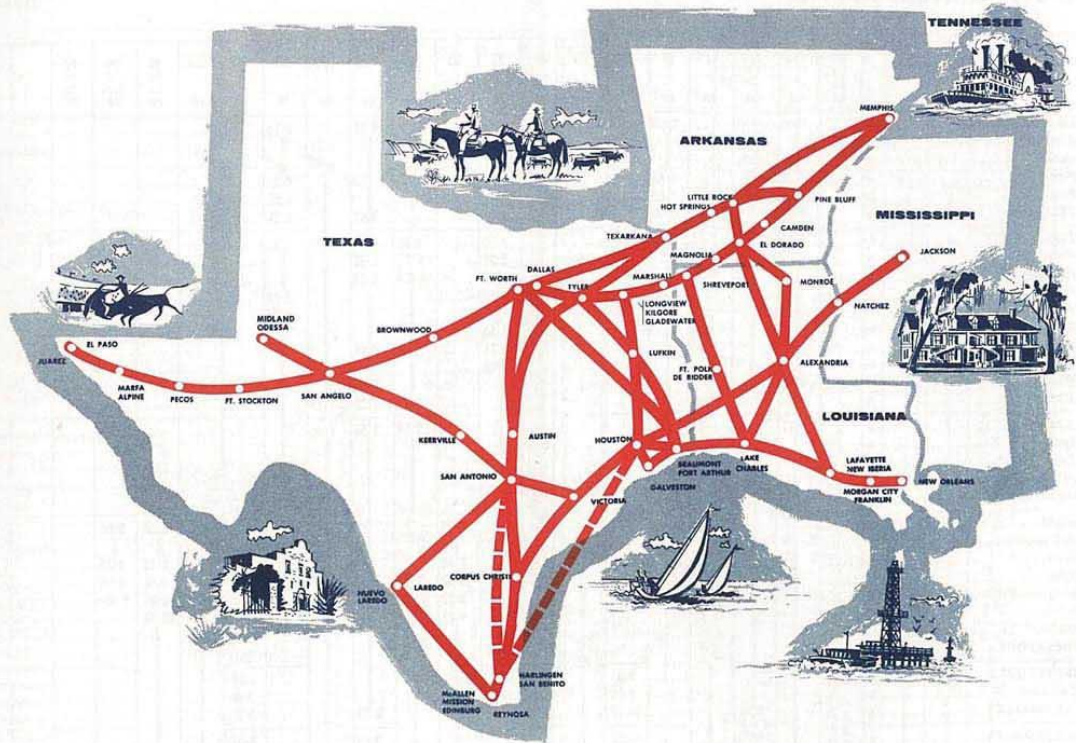 TENNESSEE
MEMPHIS
ARKANSAS
LITTLE ROCK
HOT SPRINGS
PINE BLUFF
MISSISSIPPI
CAMDEN
TEXARKANA
EL DORADO
MAGNOLIA
JACKSON
TEXAS
DALLAS
FT. WORTH
TYLER
MARSHALL
SHREVEPORT
MONROE
LONGVIEW
KILGORE
GLADEWATER
NATCHEZ
MIDLAND
ODESSA
BROWNWOOD
EL PASO
JUAREZ
MARFA
ALPINE
PECOS
FT. STOCKTON
SAN ANGELO
LUFKIN
FT. POLK
DE RIDDER
ALEXANDRIA
LOUISIANA
KERRVILLE
AUSTIN
HOUSTON
BEAUMONT
PORT ARTHUR
LAKE
CHARLES
LAFAYETTE
NEW IBERIA
SAN ANTONIO
GALVESTON
MORGAN CITY
FRANKLIN
NEW ORLEANS
VICTORIA
CORPUS CHRISTI
LAREDO
NUEVO
LAREDO
HARLINGEN
SAN BENITO
McALLEN
MISSION
EDINBURG
REYNOSA